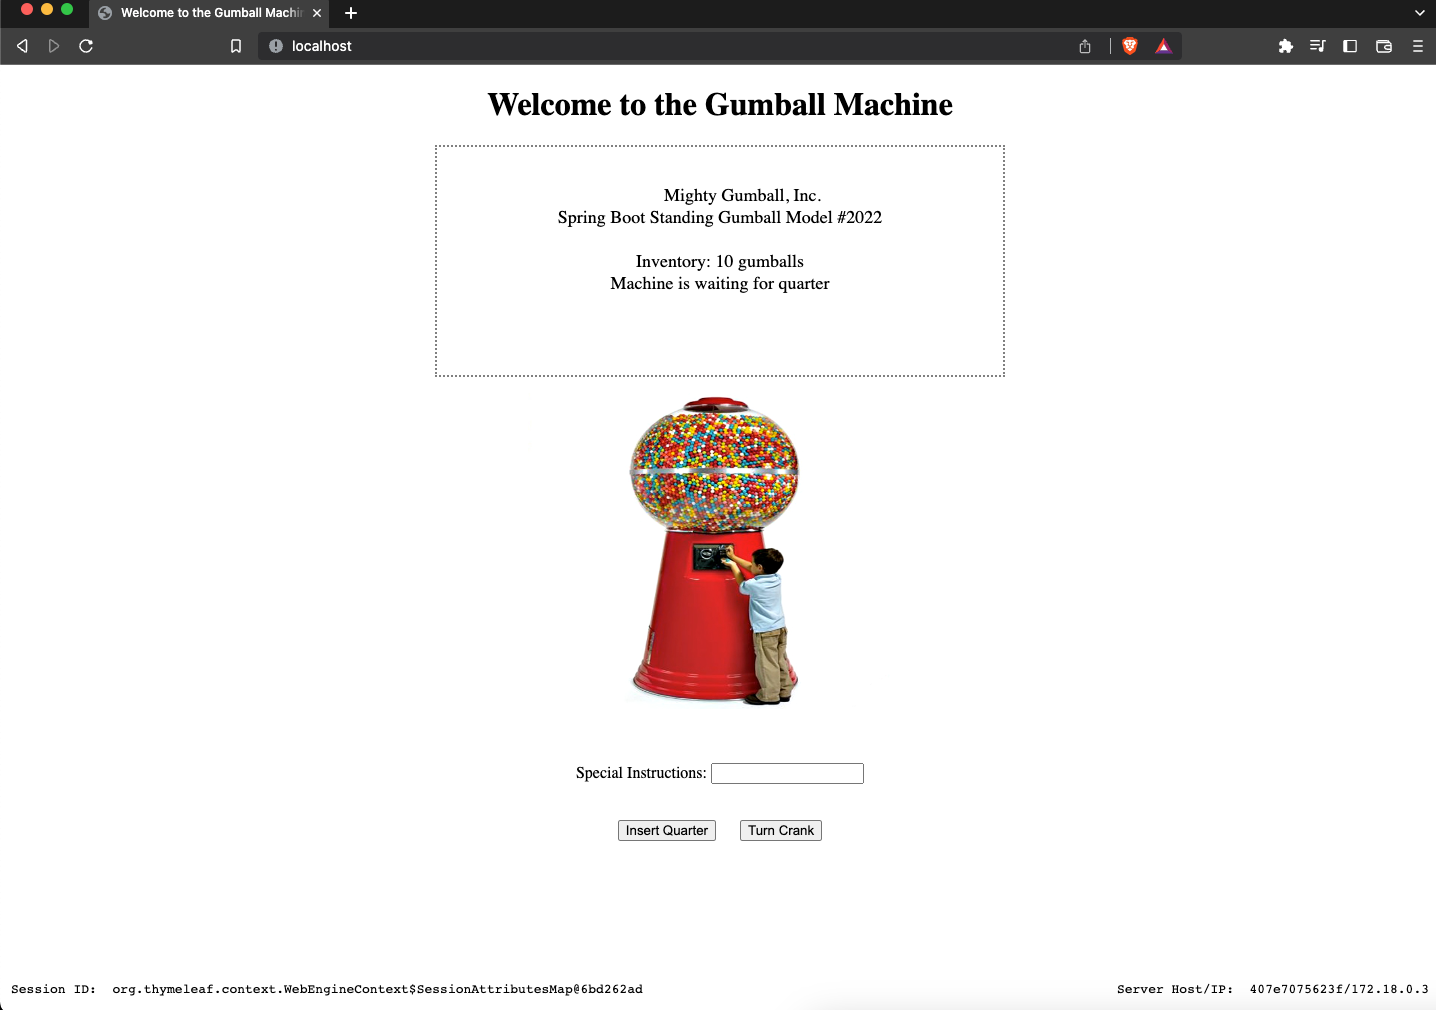 Welcome to the Gumball Machin
localhost
Welcome to the Gumball Machine
Mighty Gumball, Inc.
Spring Boot Standing Gumball Model #2022
Inventory: 10 gumballs
Machine is waiting for quarter
Special Instructions:
Insert Quarter Turn Crank
Session ID: org.thymeleaf.context.WebEngineContext$SessionAttributesMap@6bd262ad Server Host/IP: 407e7075623f/172.18.0.3